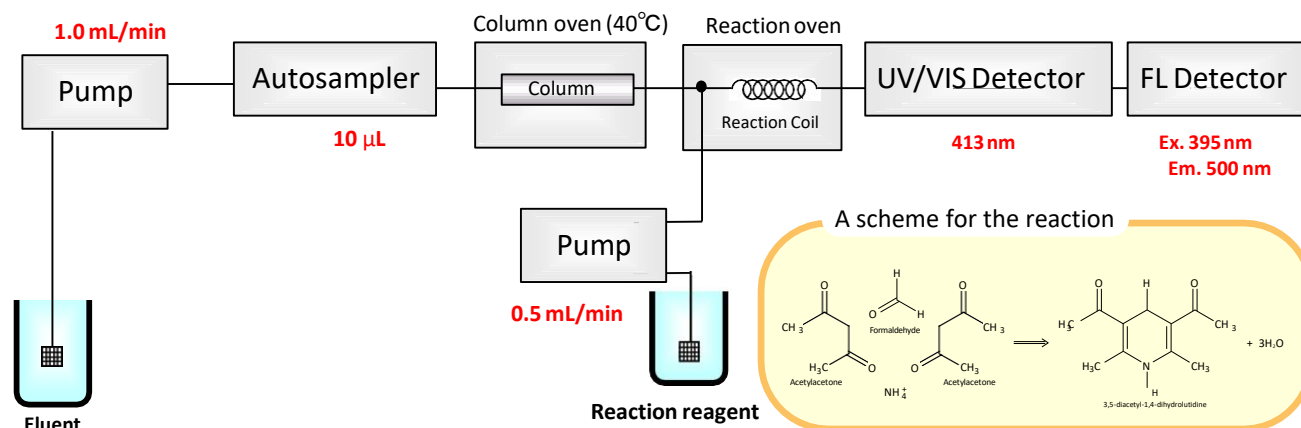 1.0 mL/min
Pump
Autosampler
10 µL
Column oven (40℃)
Column
Reaction oven
Reaction Coil
UV/VIS Detector
413 nm
FL Detector
Ex. 395 nm
Em. 500 nm
Pump
0.5 mL/min
Eluent
Reaction reagent
A scheme for the reaction
O
CH3
H3C
O
Acetylacetone
H
O
H
Formaldehyde
NH4+
O
CH3
O
CH3
Acetylacetone
O
H
O
H3C
CH3
H3C
N
CH3
H
3,5-diacetyl-1,4-dihydrolutidine
+ 3H2O